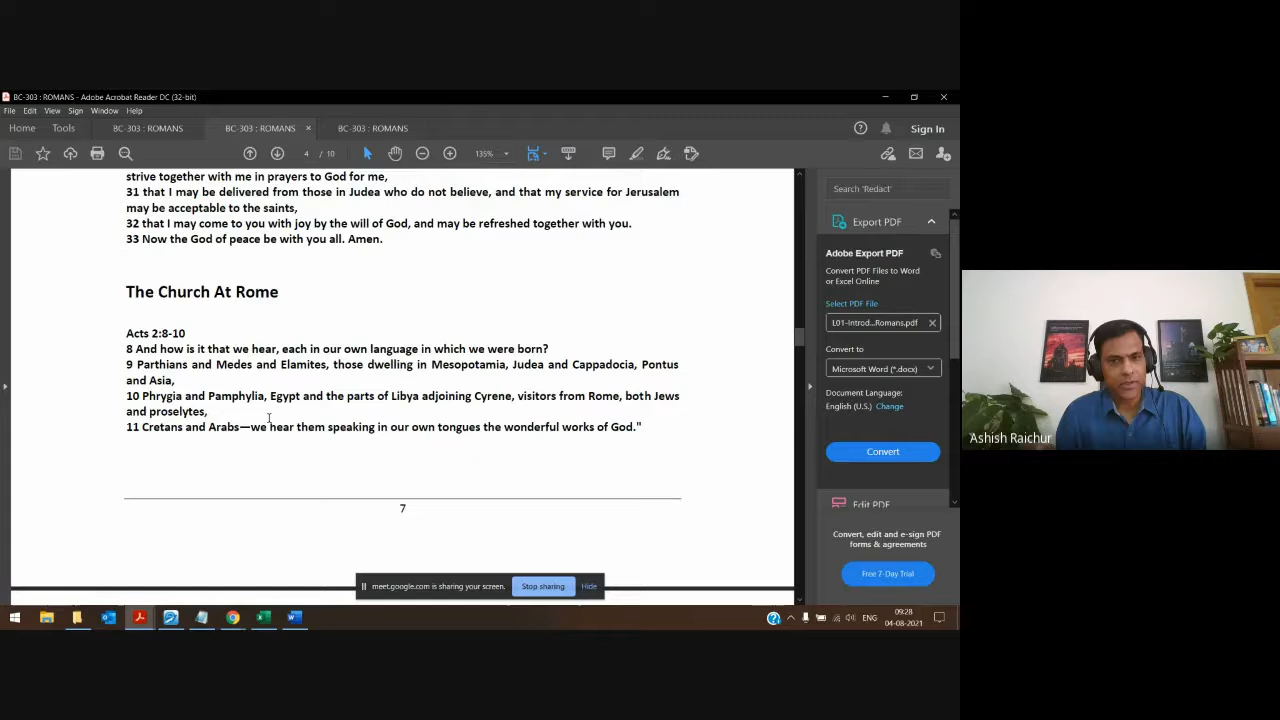 BC-303 : ROMANS - Adobe Acrobat Reader DC (32-bit)
File Edit View Sign Window Help
Home Tools BC-303 : ROMANS BC-303 : ROMANS × BC-303 : ROMANS Sign In
4 / 10 135%
strive together with me in prayers to God for me,
31 that I may be delivered from those in Judea who do not believe, and that my service for Jerusalem
may be acceptable to the saints,
32 that I may come to you with joy by the will of God, and may be refreshed together with you.
33 Now the God of peace be with you all. Amen.
The Church At Rome
Acts 2:8-10
8 And how is it that we hear, each in our own language in which we were born?
9 Parthians and Medes and Elamites, those dwelling in Mesopotamia, Judea and Cappadocia, Pontus
and Asia,
10 Phrygia and Pamphylia, Egypt and the parts of Libya adjoining Cyrene, visitors from Rome, both Jews
and proselytes,
11 Cretans and Arabs—we hear them speaking in our own tongues the wonderful works of God."
7
Search 'Redact'
Export PDF
Adobe Export PDF
Convert PDF Files to Word
or Excel Online
Select PDF File
L01-Introd...Romans.pdf
Convert to
Microsoft Word (*.docx)
Document Language:
English (U.S.) Change
Convert
Edit PDF
Convert, edit and e-sign PDF
forms & agreements
Free 7-Day Trial
meet.google.com is sharing your screen. Stop sharing Hide
ENG
09:28
04-08-2021
Ashish Raichur